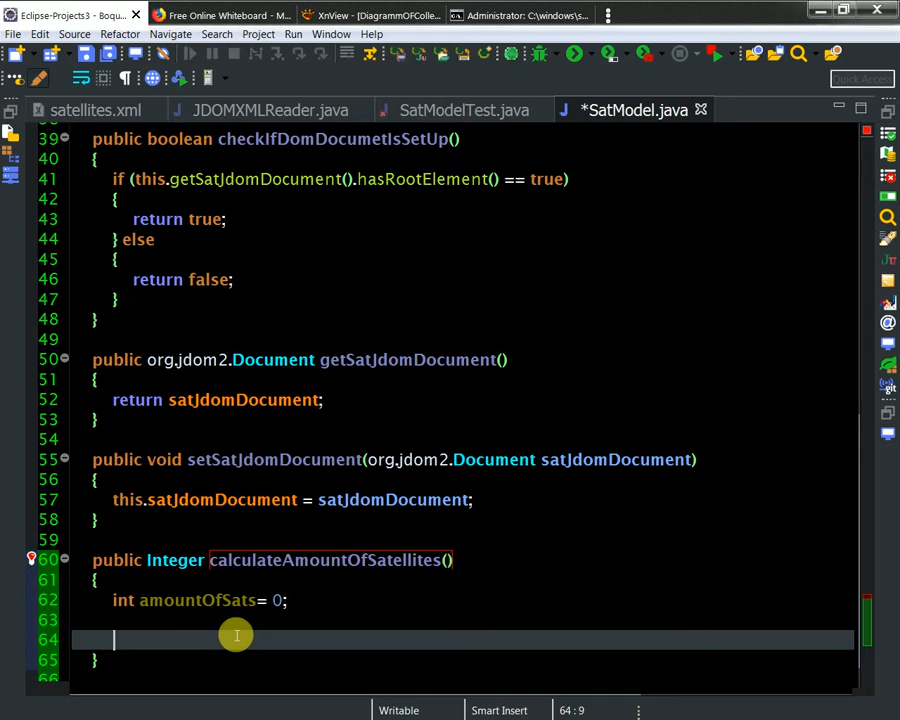 Eclipse-Projects3 - Boqu...
Free Online Whiteboard - M...
XnView - [DiagrammOfColle...
Administrator: C:\windows\s...
File Edit Source Refactor Navigate Search Project Run Window Help
Quick Access
satellites.xml
JDOMXMLReader.java
SatModelTest.java
*SatModel.java
39 public boolean checkIfDomDocumetIsSetUp()
40 {
41 if (this.getSatJdomDocument().hasRootElement() == true)
42 {
43 return true;
44 } else
45 {
46 return false;
47 }
48 }
49
50 public org.jdom2.Document getSatJdomDocument()
51 {
52 return satJdomDocument;
53 }
54
55 public void setSatJdomDocument(org.jdom2.Document satJdomDocument)
56 {
57 this.satJdomDocument = satJdomDocument;
58 }
59
60 public Integer calculateAmountOfSatellites()
61 {
62 int amountOfSats= 0;
63
64
65 }
66
Writable
Smart Insert
64 : 9